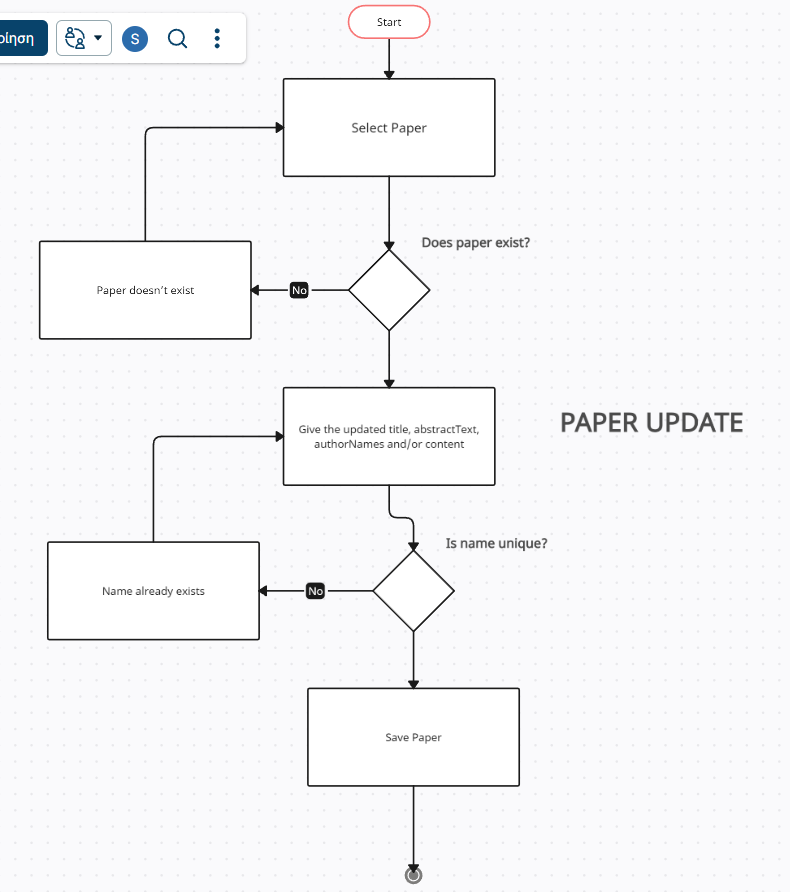 Start
S
Select Paper
Does paper exist?
No
Paper doesn't exist
Give the updated title, abstractText,
authorNames and/or content
PAPER UPDATE
Is name unique?
No
Name already exists
Save Paper